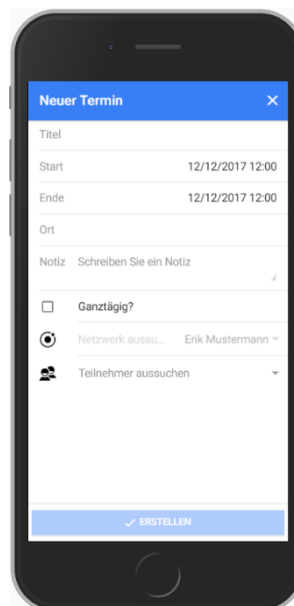 Neuer Termin ×
Titel
Start 12/12/2017 12:00
Ende 12/12/2017 12:00
Ort
Notiz Schreiben Sie ein Notiz
Ganztägig?
Netzwerk aussu... Erik Mustermann
Teilnehmer aussuchen
✓ ERSTELLEN